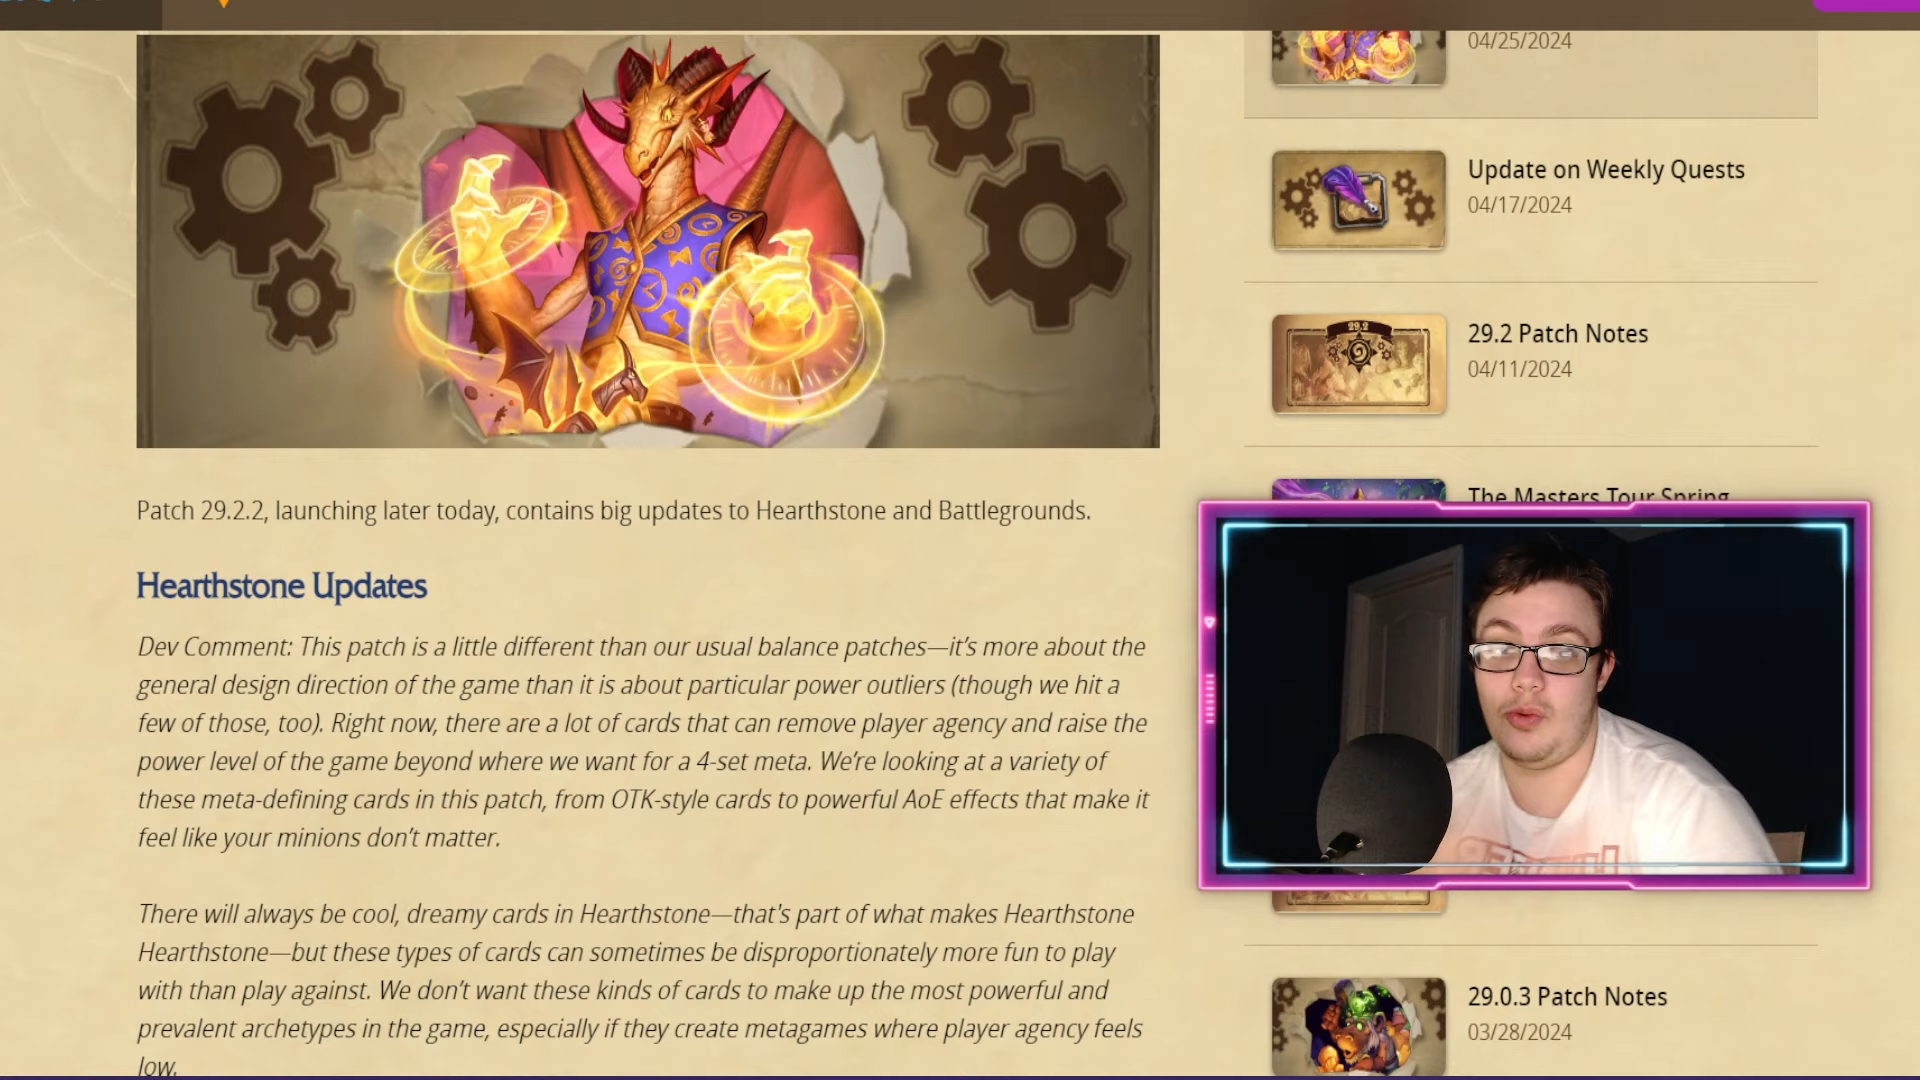 04/25/2024
Update on Weekly Quests
04/17/2024
29.2
29.2 Patch Notes
04/11/2024
The Masters Tour Spring
29.0.3 Patch Notes
03/28/2024
Patch 29.2.2, launching later today, contains big updates to Hearthstone and Battlegrounds.
Hearthstone Updates
Dev Comment: This patch is a little different than our usual balance patches—it’s more about the
general design direction of the game than it is about particular power outliers (though we hit a
few of those, too). Right now, there are a lot of cards that can remove player agency and raise the
power level of the game beyond where we want for a 4-set meta. We’re looking at a variety of
these meta-defining cards in this patch, from OTK-style cards to powerful AoE effects that make it
feel like your minions don’t matter.
There will always be cool, dreamy cards in Hearthstone—that's part of what makes Hearthstone
Hearthstone—but these types of cards can sometimes be disproportionately more fun to play
with than play against. We don’t want these kinds of cards to make up the most powerful and
prevalent archetypes in the game, especially if they create metagames where player agency feels
low.